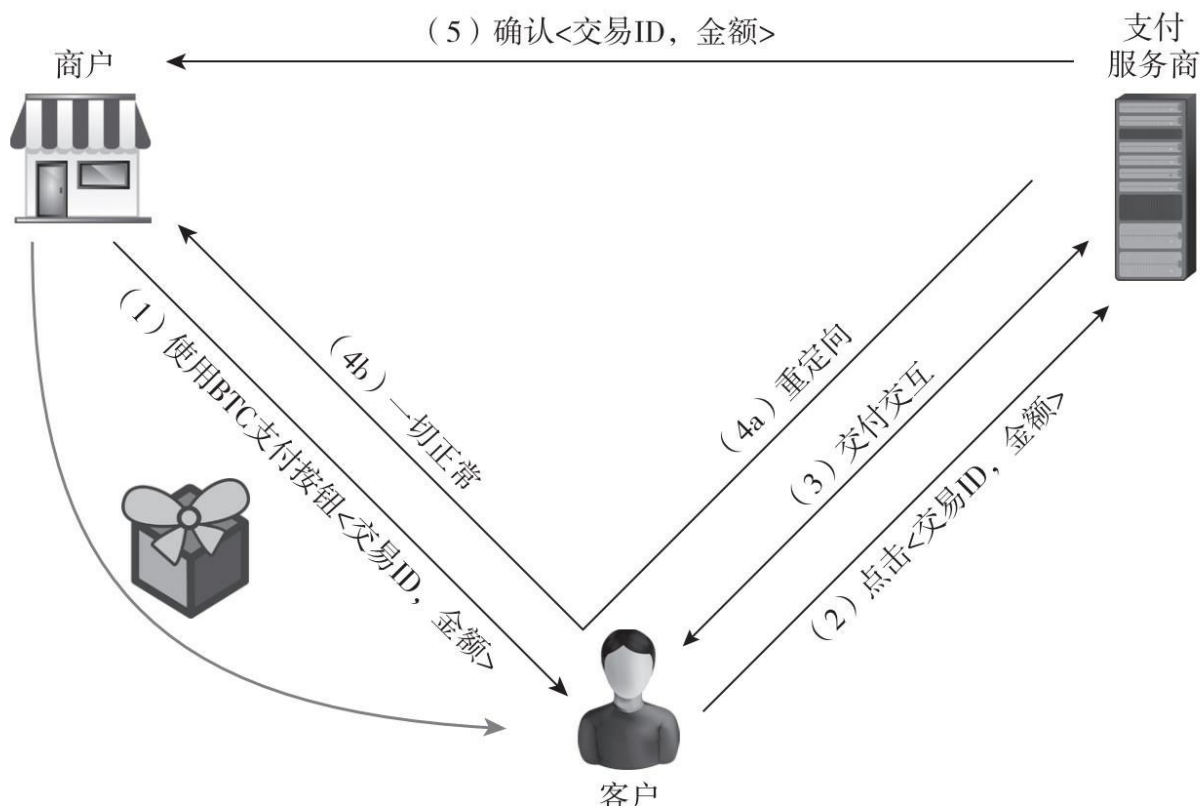 （5）确认<交易ID，金额>
支付
服务商
商户
（1）使用BTC支付按钮<交易ID，金额>
（4b）一切正常
（4a）重定向
（3）交付交互
（2）点击<交易ID，金额>
客户